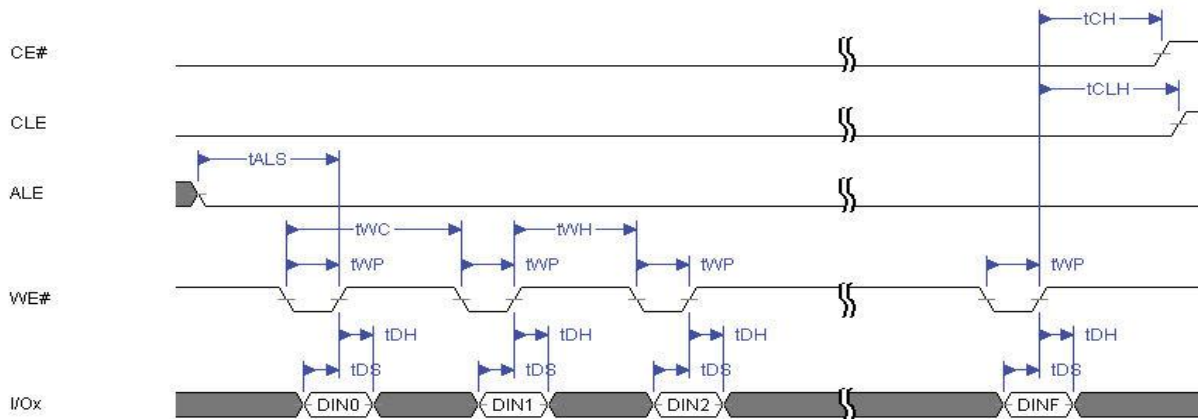 tCH
CE#
tCLH
CLE
tALS
ALE
tWC tWH
tWP tWP tWP tWP
WE#
tDH tDH tDH tDH
tDS tDS tDS tDS
I/Ox DIN0 DIN1 DIN2 DINF